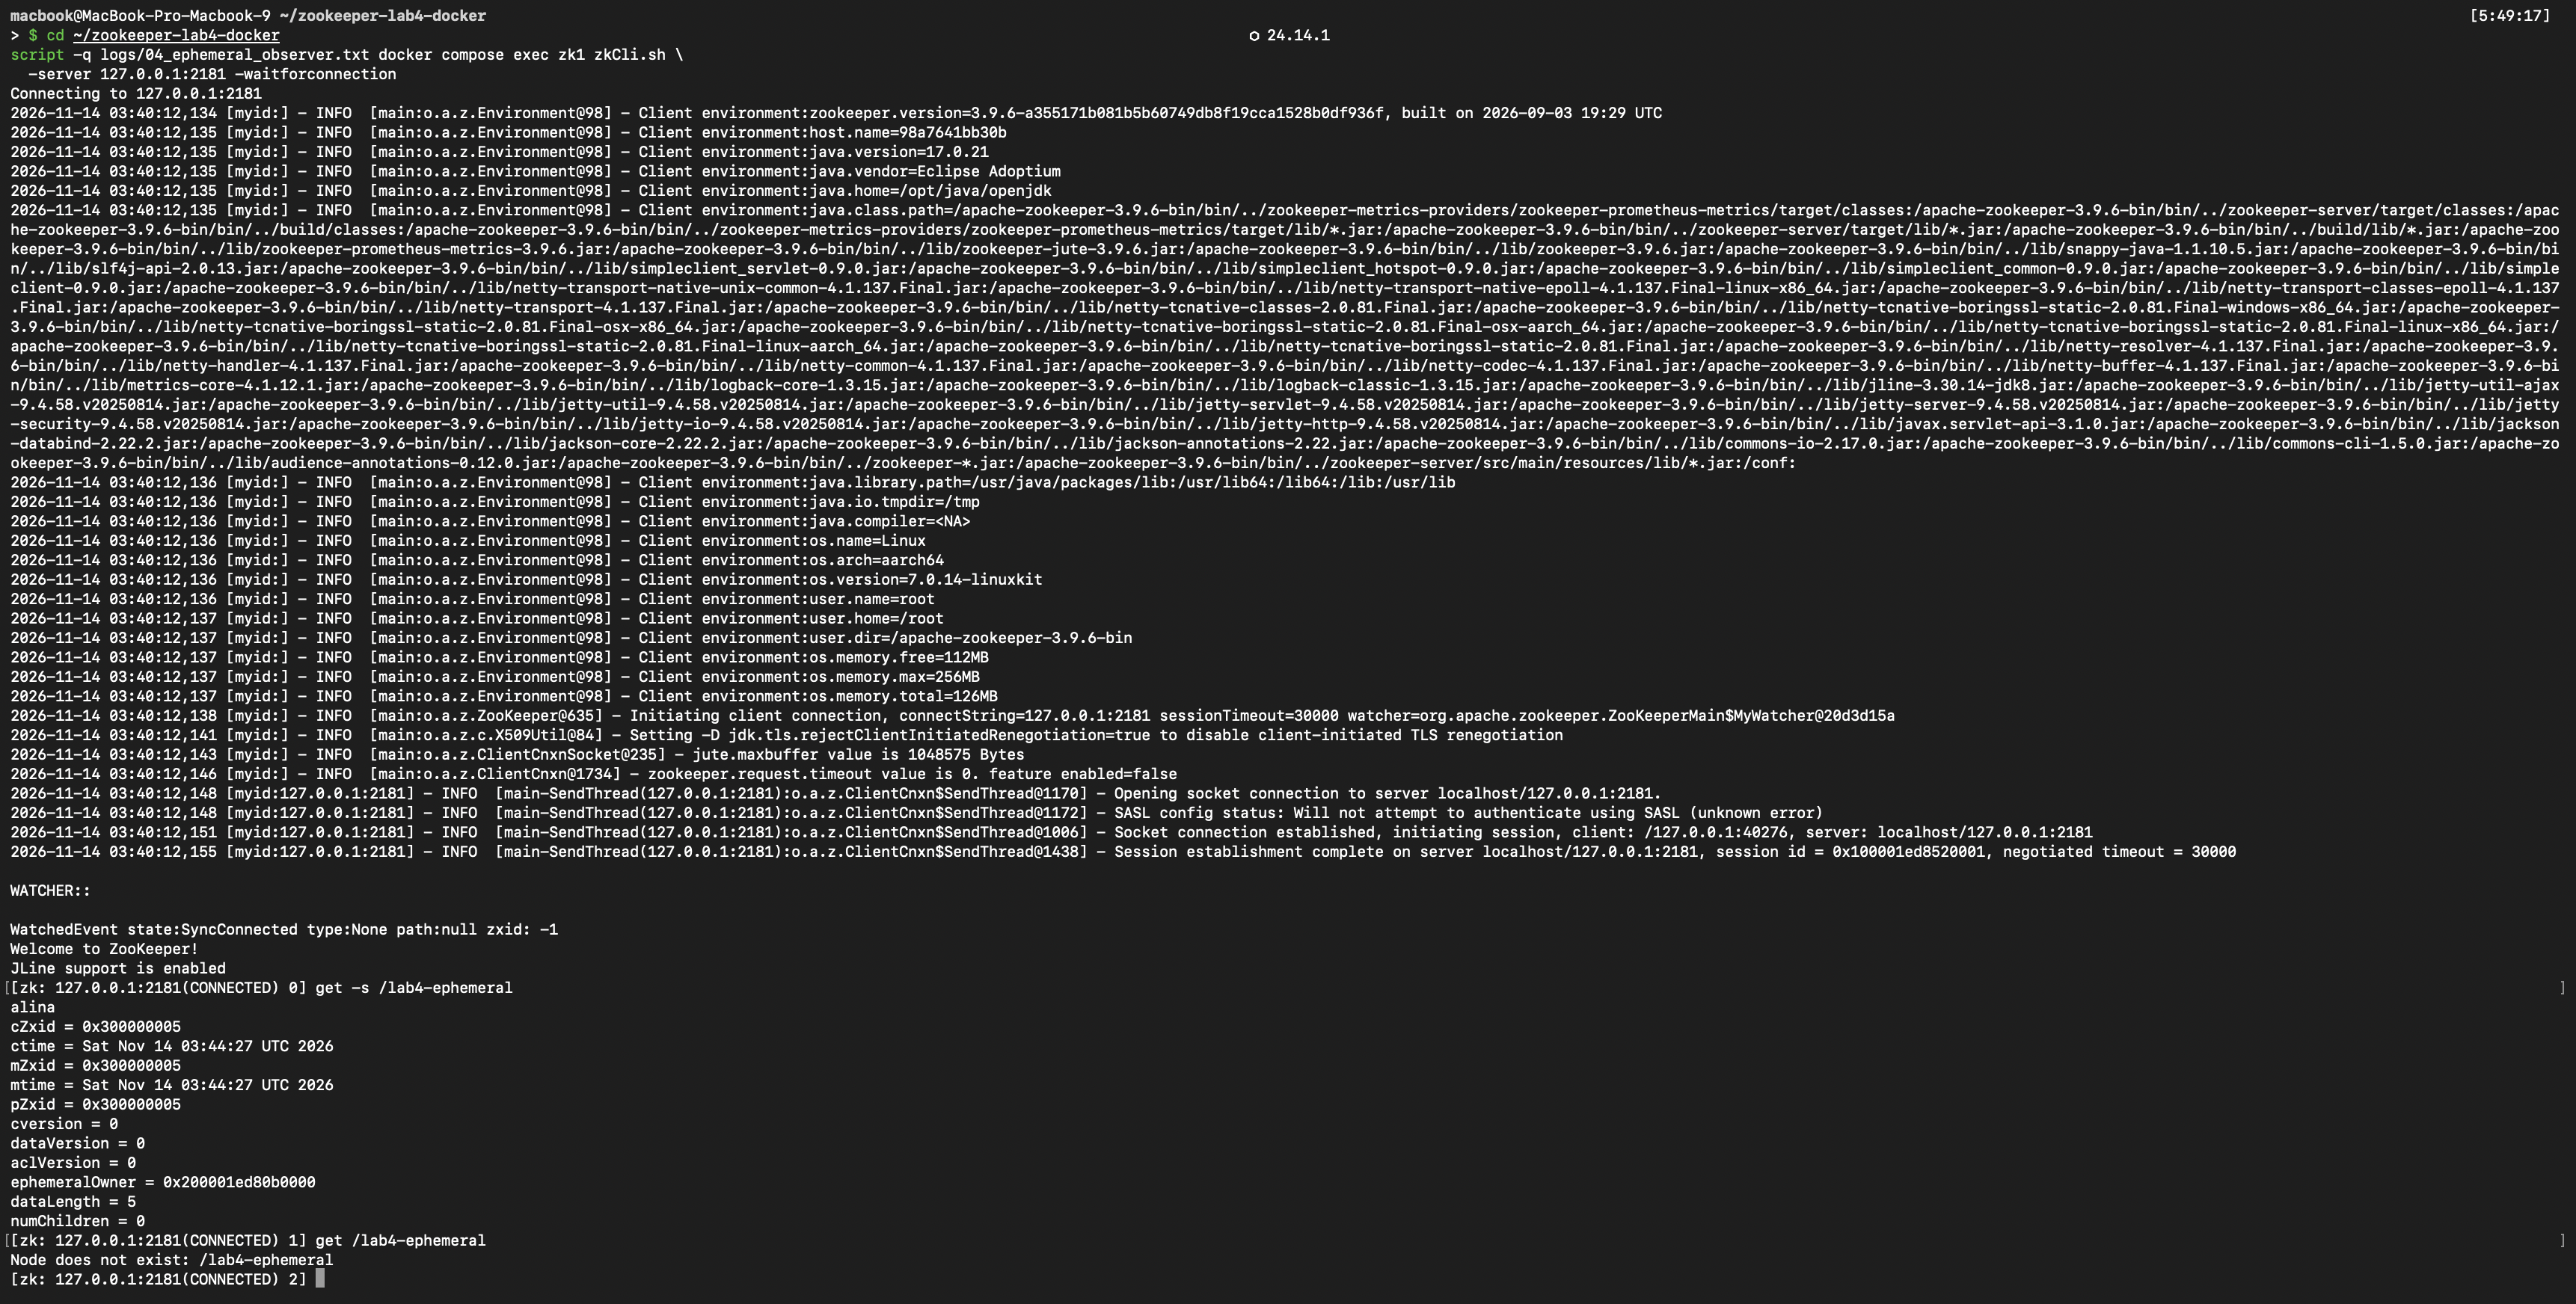 macbook@MacBook-Pro-Macbook-9 ~/zookeeper-lab4-docker [5:49:17]
> $ cd ~/zookeeper-lab4-docker ⬡ 24.14.1
script -q logs/04_ephemeral_observer.txt docker compose exec zk1 zkCli.sh \
  -server 127.0.0.1:2181 -waitforconnection
Connecting to 127.0.0.1:2181
2026-11-14 03:40:12,134 [myid:] - INFO  [main:o.a.z.Environment@98] - Client environment:zookeeper.version=3.9.6-a355171b081b5b60749db8f19cca1528b0df936f, built on 2026-09-03 19:29 UTC
2026-11-14 03:40:12,135 [myid:] - INFO  [main:o.a.z.Environment@98] - Client environment:host.name=98a7641bb30b
2026-11-14 03:40:12,135 [myid:] - INFO  [main:o.a.z.Environment@98] - Client environment:java.version=17.0.21
2026-11-14 03:40:12,135 [myid:] - INFO  [main:o.a.z.Environment@98] - Client environment:java.vendor=Eclipse Adoptium
2026-11-14 03:40:12,135 [myid:] - INFO  [main:o.a.z.Environment@98] - Client environment:java.home=/opt/java/openjdk
2026-11-14 03:40:12,135 [myid:] - INFO  [main:o.a.z.Environment@98] - Client environment:java.class.path=/apache-zookeeper-3.9.6-bin/bin/../zookeeper-metrics-providers/zookeeper-prometheus-metrics/target/classes:/apache-zookeeper-3.9.6-bin/bin/../zookeeper-server/target/classes:/apac
he-zookeeper-3.9.6-bin/bin/../build/classes:/apache-zookeeper-3.9.6-bin/bin/../zookeeper-metrics-providers/zookeeper-prometheus-metrics/target/lib/*.jar:/apache-zookeeper-3.9.6-bin/bin/../zookeeper-server/target/lib/*.jar:/apache-zookeeper-3.9.6-bin/bin/../build/lib/*.jar:/apache-zoo
keeper-3.9.6-bin/bin/../lib/zookeeper-prometheus-metrics-3.9.6.jar:/apache-zookeeper-3.9.6-bin/bin/../lib/zookeeper-jute-3.9.6.jar:/apache-zookeeper-3.9.6-bin/bin/../lib/zookeeper-3.9.6.jar:/apache-zookeeper-3.9.6-bin/bin/../lib/snappy-java-1.1.10.5.jar:/apache-zookeeper-3.9.6-bin/bi
n/../lib/slf4j-api-2.0.13.jar:/apache-zookeeper-3.9.6-bin/bin/../lib/simpleclient_servlet-0.9.0.jar:/apache-zookeeper-3.9.6-bin/bin/../lib/simpleclient_hotspot-0.9.0.jar:/apache-zookeeper-3.9.6-bin/bin/../lib/simpleclient_common-0.9.0.jar:/apache-zookeeper-3.9.6-bin/bin/../lib/simple
client-0.9.0.jar:/apache-zookeeper-3.9.6-bin/bin/../lib/netty-transport-native-unix-common-4.1.137.Final.jar:/apache-zookeeper-3.9.6-bin/bin/../lib/netty-transport-native-epoll-4.1.137.Final-linux-x86_64.jar:/apache-zookeeper-3.9.6-bin/bin/../lib/netty-transport-classes-epoll-4.1.137
.Final.jar:/apache-zookeeper-3.9.6-bin/bin/../lib/netty-transport-4.1.137.Final.jar:/apache-zookeeper-3.9.6-bin/bin/../lib/netty-tcnative-classes-2.0.81.Final.jar:/apache-zookeeper-3.9.6-bin/bin/../lib/netty-tcnative-boringssl-static-2.0.81.Final-windows-x86_64.jar:/apache-zookeeper-
3.9.6-bin/bin/../lib/netty-tcnative-boringssl-static-2.0.81.Final-osx-x86_64.jar:/apache-zookeeper-3.9.6-bin/bin/../lib/netty-tcnative-boringssl-static-2.0.81.Final-osx-aarch_64.jar:/apache-zookeeper-3.9.6-bin/bin/../lib/netty-tcnative-boringssl-static-2.0.81.Final-linux-x86_64.jar:/
apache-zookeeper-3.9.6-bin/bin/../lib/netty-tcnative-boringssl-static-2.0.81.Final-linux-aarch_64.jar:/apache-zookeeper-3.9.6-bin/bin/../lib/netty-tcnative-boringssl-static-2.0.81.Final.jar:/apache-zookeeper-3.9.6-bin/bin/../lib/netty-resolver-4.1.137.Final.jar:/apache-zookeeper-3.9.
6-bin/bin/../lib/netty-handler-4.1.137.Final.jar:/apache-zookeeper-3.9.6-bin/bin/../lib/netty-common-4.1.137.Final.jar:/apache-zookeeper-3.9.6-bin/bin/../lib/netty-codec-4.1.137.Final.jar:/apache-zookeeper-3.9.6-bin/bin/../lib/netty-buffer-4.1.137.Final.jar:/apache-zookeeper-3.9.6-bi
n/bin/../lib/metrics-core-4.1.12.1.jar:/apache-zookeeper-3.9.6-bin/bin/../lib/logback-core-1.3.15.jar:/apache-zookeeper-3.9.6-bin/bin/../lib/logback-classic-1.3.15.jar:/apache-zookeeper-3.9.6-bin/bin/../lib/jline-3.30.14-jdk8.jar:/apache-zookeeper-3.9.6-bin/bin/../lib/jetty-util-ajax
-9.4.58.v20250814.jar:/apache-zookeeper-3.9.6-bin/bin/../lib/jetty-util-9.4.58.v20250814.jar:/apache-zookeeper-3.9.6-bin/bin/../lib/jetty-servlet-9.4.58.v20250814.jar:/apache-zookeeper-3.9.6-bin/bin/../lib/jetty-server-9.4.58.v20250814.jar:/apache-zookeeper-3.9.6-bin/bin/../lib/jetty
-security-9.4.58.v20250814.jar:/apache-zookeeper-3.9.6-bin/bin/../lib/jetty-io-9.4.58.v20250814.jar:/apache-zookeeper-3.9.6-bin/bin/../lib/jetty-http-9.4.58.v20250814.jar:/apache-zookeeper-3.9.6-bin/bin/../lib/javax.servlet-api-3.1.0.jar:/apache-zookeeper-3.9.6-bin/bin/../lib/jackson
-databind-2.22.2.jar:/apache-zookeeper-3.9.6-bin/bin/../lib/jackson-core-2.22.2.jar:/apache-zookeeper-3.9.6-bin/bin/../lib/jackson-annotations-2.22.jar:/apache-zookeeper-3.9.6-bin/bin/../lib/commons-io-2.17.0.jar:/apache-zookeeper-3.9.6-bin/bin/../lib/commons-cli-1.5.0.jar:/apache-zo
okeeper-3.9.6-bin/bin/../lib/audience-annotations-0.12.0.jar:/apache-zookeeper-3.9.6-bin/bin/../zookeeper-*.jar:/apache-zookeeper-3.9.6-bin/bin/../zookeeper-server/src/main/resources/lib/*.jar:/conf:
2026-11-14 03:40:12,136 [myid:] - INFO  [main:o.a.z.Environment@98] - Client environment:java.library.path=/usr/java/packages/lib:/usr/lib64:/lib64:/lib:/usr/lib
2026-11-14 03:40:12,136 [myid:] - INFO  [main:o.a.z.Environment@98] - Client environment:java.io.tmpdir=/tmp
2026-11-14 03:40:12,136 [myid:] - INFO  [main:o.a.z.Environment@98] - Client environment:java.compiler=<NA>
2026-11-14 03:40:12,136 [myid:] - INFO  [main:o.a.z.Environment@98] - Client environment:os.name=Linux
2026-11-14 03:40:12,136 [myid:] - INFO  [main:o.a.z.Environment@98] - Client environment:os.arch=aarch64
2026-11-14 03:40:12,136 [myid:] - INFO  [main:o.a.z.Environment@98] - Client environment:os.version=7.0.14-linuxkit
2026-11-14 03:40:12,136 [myid:] - INFO  [main:o.a.z.Environment@98] - Client environment:user.name=root
2026-11-14 03:40:12,137 [myid:] - INFO  [main:o.a.z.Environment@98] - Client environment:user.home=/root
2026-11-14 03:40:12,137 [myid:] - INFO  [main:o.a.z.Environment@98] - Client environment:user.dir=/apache-zookeeper-3.9.6-bin
2026-11-14 03:40:12,137 [myid:] - INFO  [main:o.a.z.Environment@98] - Client environment:os.memory.free=112MB
2026-11-14 03:40:12,137 [myid:] - INFO  [main:o.a.z.Environment@98] - Client environment:os.memory.max=256MB
2026-11-14 03:40:12,137 [myid:] - INFO  [main:o.a.z.Environment@98] - Client environment:os.memory.total=126MB
2026-11-14 03:40:12,138 [myid:] - INFO  [main:o.a.z.ZooKeeper@635] - Initiating client connection, connectString=127.0.0.1:2181 sessionTimeout=30000 watcher=org.apache.zookeeper.ZooKeeperMain$MyWatcher@20d3d15a
2026-11-14 03:40:12,141 [myid:] - INFO  [main:o.a.z.c.X509Util@84] - Setting -D jdk.tls.rejectClientInitiatedRenegotiation=true to disable client-initiated TLS renegotiation
2026-11-14 03:40:12,143 [myid:] - INFO  [main:o.a.z.ClientCnxnSocket@235] - jute.maxbuffer value is 1048575 Bytes
2026-11-14 03:40:12,146 [myid:] - INFO  [main:o.a.z.ClientCnxn@1734] - zookeeper.request.timeout value is 0. feature enabled=false
2026-11-14 03:40:12,148 [myid:127.0.0.1:2181] - INFO  [main-SendThread(127.0.0.1:2181):o.a.z.ClientCnxn$SendThread@1170] - Opening socket connection to server localhost/127.0.0.1:2181.
2026-11-14 03:40:12,148 [myid:127.0.0.1:2181] - INFO  [main-SendThread(127.0.0.1:2181):o.a.z.ClientCnxn$SendThread@1172] - SASL config status: Will not attempt to authenticate using SASL (unknown error)
2026-11-14 03:40:12,151 [myid:127.0.0.1:2181] - INFO  [main-SendThread(127.0.0.1:2181):o.a.z.ClientCnxn$SendThread@1006] - Socket connection established, initiating session, client: /127.0.0.1:40276, server: localhost/127.0.0.1:2181
2026-11-14 03:40:12,155 [myid:127.0.0.1:2181] - INFO  [main-SendThread(127.0.0.1:2181):o.a.z.ClientCnxn$SendThread@1438] - Session establishment complete on server localhost/127.0.0.1:2181, session id = 0x100001ed8520001, negotiated timeout = 30000
WATCHER::
WatchedEvent state:SyncConnected type:None path:null zxid: -1
Welcome to ZooKeeper!
JLine support is enabled
[[zk: 127.0.0.1:2181(CONNECTED) 0] get -s /lab4-ephemeral ]
alina
cZxid = 0x300000005
ctime = Sat Nov 14 03:44:27 UTC 2026
mZxid = 0x300000005
mtime = Sat Nov 14 03:44:27 UTC 2026
pZxid = 0x300000005
cversion = 0
dataVersion = 0
aclVersion = 0
ephemeralOwner = 0x200001ed80b0000
dataLength = 5
numChildren = 0
[[zk: 127.0.0.1:2181(CONNECTED) 1] get /lab4-ephemeral ]
Node does not exist: /lab4-ephemeral
[zk: 127.0.0.1:2181(CONNECTED) 2]